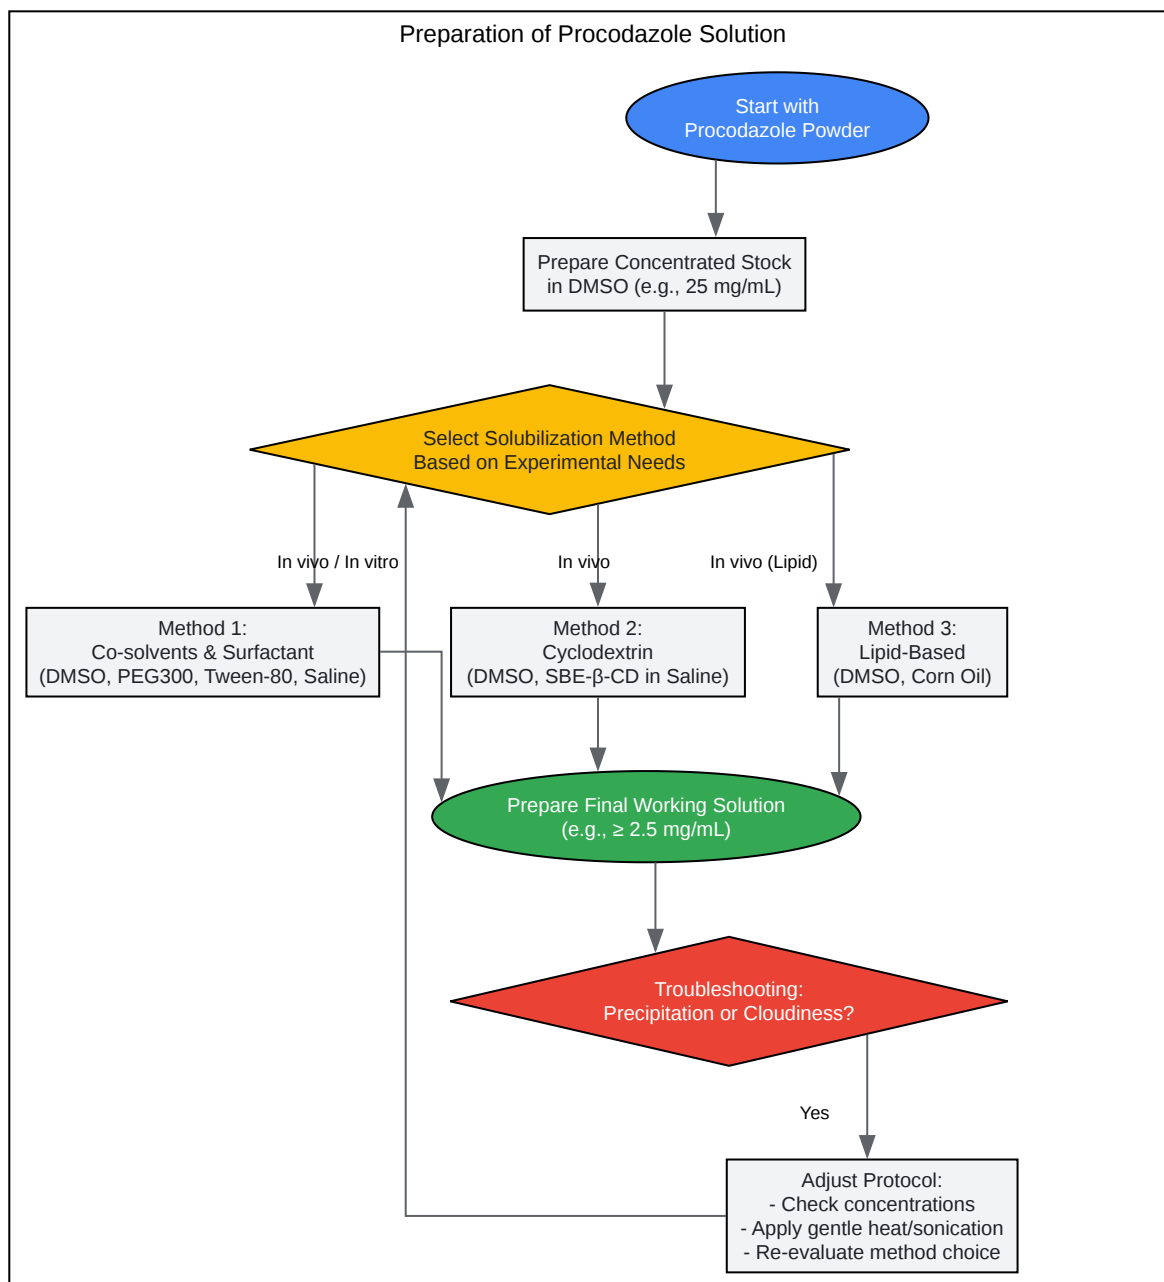 Preparation of Procodazole Solution
Start with
Procodazole Powder
Prepare Concentrated Stock
in DMSO (e.g., 25 mg/mL)
Select Solubilization Method
Based on Experimental Needs
In vivo / In vitro
In vivo
In vivo (Lipid)
Method 1:
Co-solvents & Surfactant
(DMSO, PEG300, Tween-80, Saline)
Method 2:
Cyclodextrin
(DMSO, SBE-β-CD in Saline)
Method 3:
Lipid-Based
(DMSO, Corn Oil)
Prepare Final Working Solution
(e.g., ≥ 2.5 mg/mL)
Troubleshooting:
Precipitation or Cloudiness?
Yes
Adjust Protocol:
- Check concentrations
- Apply gentle heat/sonication
- Re-evaluate method choice